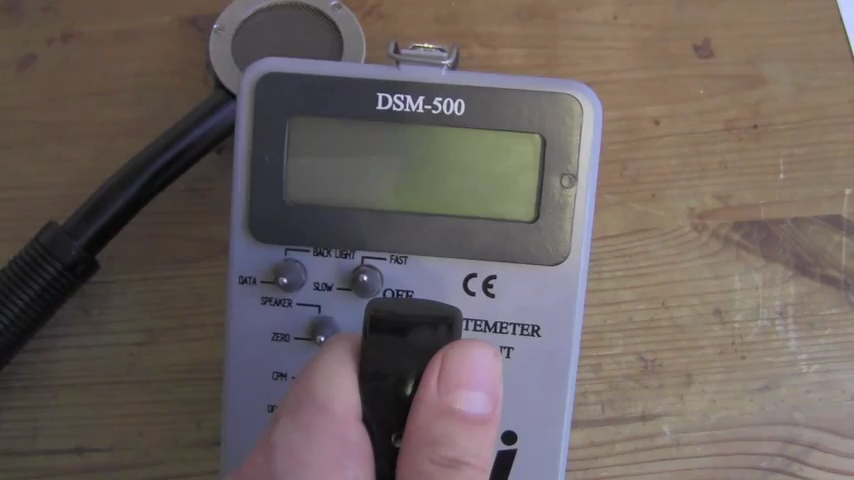 DSM-500
BACK LIGHT
FAST
DATA
SLOW
OFF
CE
SPEAKER
TEMETER
ZERO
CPM